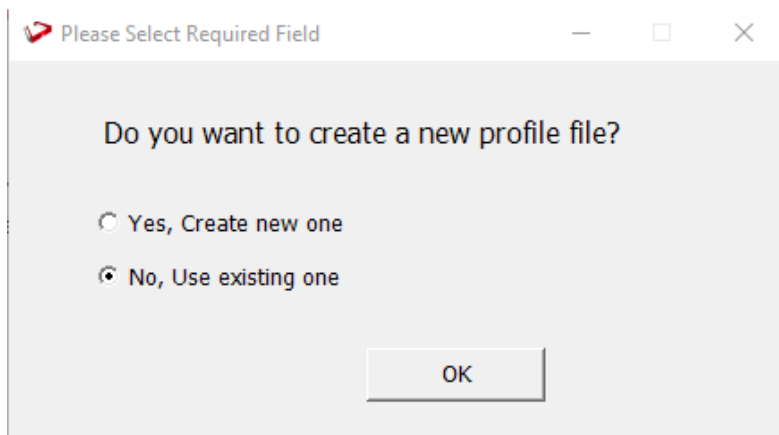 Please Select Required Field
Do you want to create a new profile file?
Yes, Create new one
No, Use existing one
OK